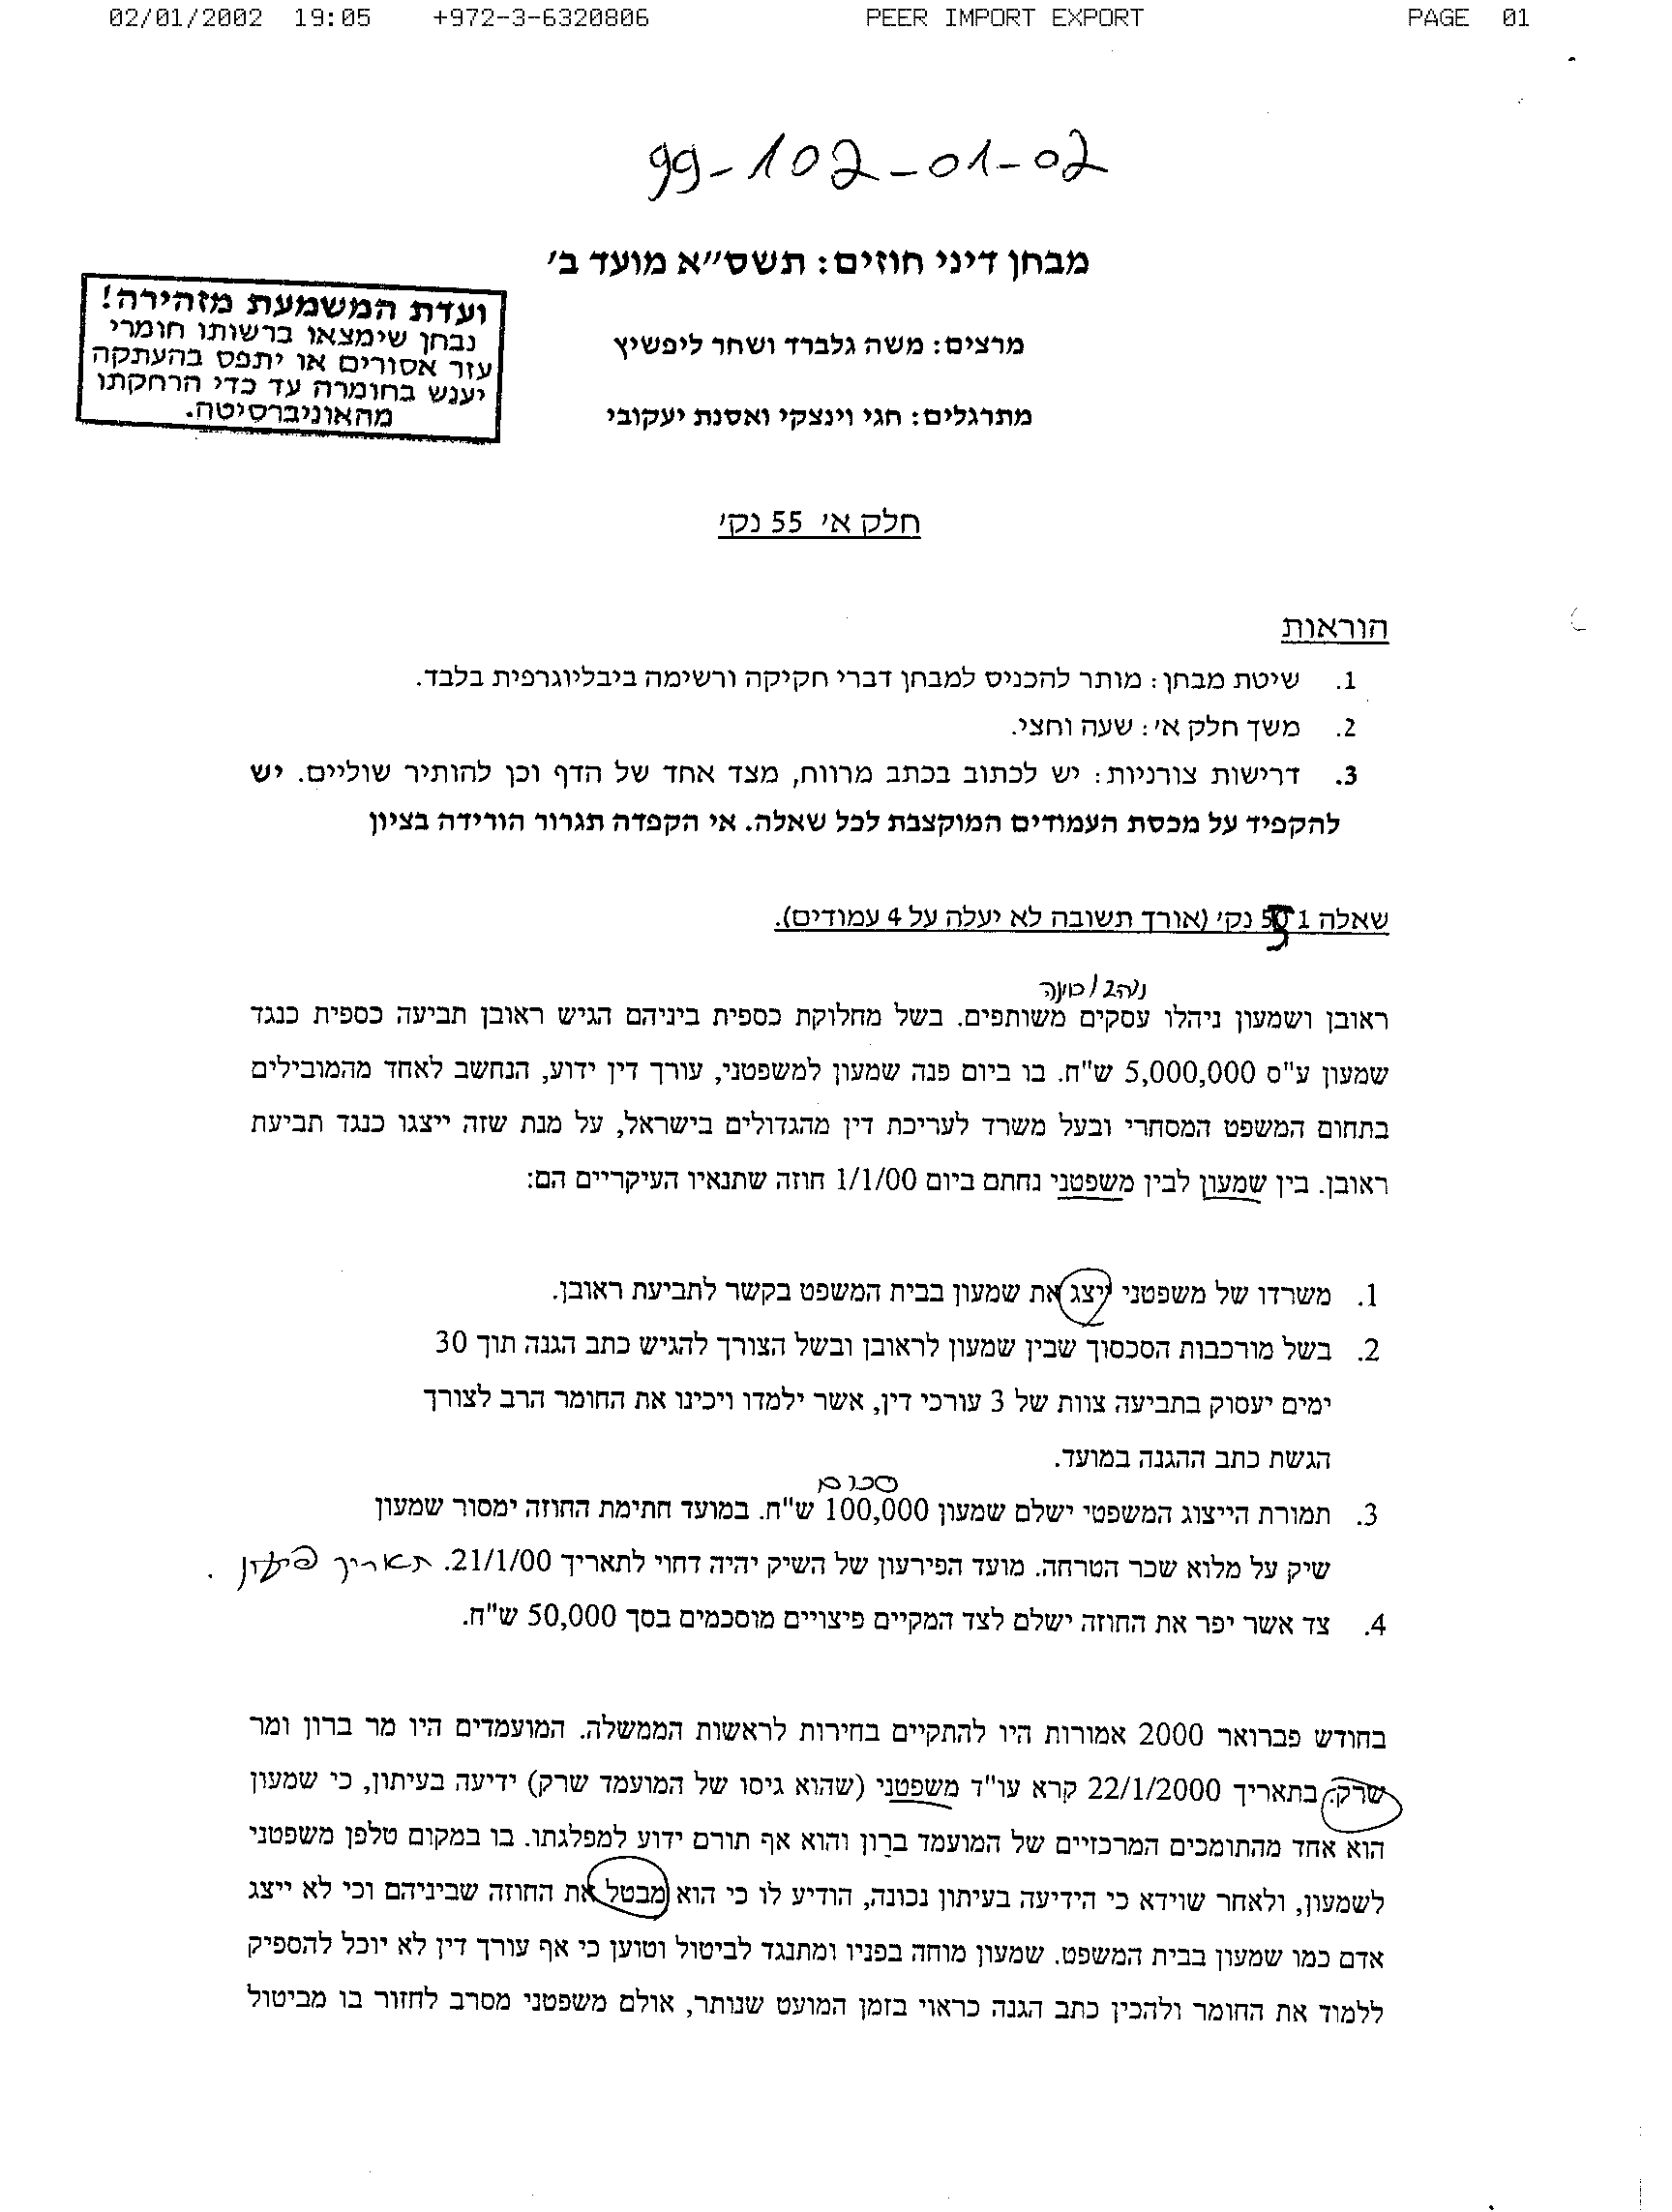 02/01/2002 19:05 +972-3-6320806 PEER IMPORT EXPORT PAGE 01
99-102-01-02
מבחן דיני חוזים: תשס״א מועד ב׳
ועדת המשמעת מזהירה!
נבחן שימצאו ברשותו חומרי
עזר אסורים או יתפס בהעתקה
יענש בחומרה עד כדי הרחקתו
מהאוניברסיטה.
מרצים: משה גלברד ושחר ליפשיץ
מתרגלים: חגי וינצקי ואסנת יעקובי
חלק א׳ 55 נק׳
הוראות
1. שיטת מבחן: מותר להכניס למבחן דברי חקיקה ורשימה ביבליוגרפית בלבד.
2. משך חלק א׳: שעה וחצי.
3. דרישות צורניות: יש לכתוב בכתב מרווח, מצד אחד של הדף וכן להותיר שוליים. יש
להקפיד על מכסת העמודים המוקצבת לכל שאלה. אי הקפדה תגרור הורידה בציון
שאלה 1 55 נק׳ (אורך תשובה לא יעלה על 4 עמודים).
ראובן ושמעון ניהלו עסקים משותפים. בשל מחלוקת כספית ביניהם הגיש ראובן תביעה כספית כנגד
שמעון ע"ס 5,000,000 ש"ח. בו ביום פנה שמעון למשפטני, עורך דין ידוע, הנחשב לאחד מהמובילים
בתחום המשפט המסחרי ובעל משרד לעריכת דין מהגדולים בישראל, על מנת שזה ייצגו כנגד תביעת
ראובן. בין שמעון לבין משפטני נחתם ביום 1/1/00 חוזה שתנאיו העיקריים הם:
1. משרדו של משפטני ייצג את שמעון בבית המשפט בקשר לתביעת ראובן.
2. בשל מורכבות הסכסוך שבין שמעון לראובן ובשל הצורך להגיש כתב הגנה תוך 30
ימים יעסוק בתביעה צוות של 3 עורכי דין, אשר ילמדו ויכינו את החומר הרב לצורך
הגשת כתב ההגנה במועד.
סכום
3. תמורת הייצוג המשפטי ישלם שמעון 100,000 ש"ח. במועד חתימת החוזה ימסור שמעון
שיק על מלוא שכר הטרחה. מועד הפירעון של השיק יהיה דחוי לתאריך 21/1/00. תאריך פירעון .
4. צד אשר יפר את החוזה ישלם לצד המקיים פיצויים מוסכמים בסך 50,000 ש"ח.
בחודש פברואר 2000 אמורות היו להתקיים בחירות לראשות הממשלה. המועמדים היו מר ברון ומר
שרק. בתאריך 22/1/2000 קרא עו"ד משפטני (שהוא גיסו של המועמד שרק) ידיעה בעיתון, כי שמעון
הוא אחד מהתומכים המרכזיים של המועמד ברון והוא אף תורם ידוע למפלגתו. בו במקום טלפן משפטני
לשמעון, ולאחר שוידא כי הידיעה בעיתון נכונה, הודיע לו כי הוא מבטל את החוזה שביניהם וכי לא ייצג
אדם כמו שמעון בבית המשפט. שמעון מוחה בפניו ומתנגד לביטול וטוען כי אף עורך דין לא יוכל להספיק
ללמוד את החומר ולהכין כתב הגנה כראוי בזמן המועט שנותר, אולם משפטני מסרב לחזור בו מביטול